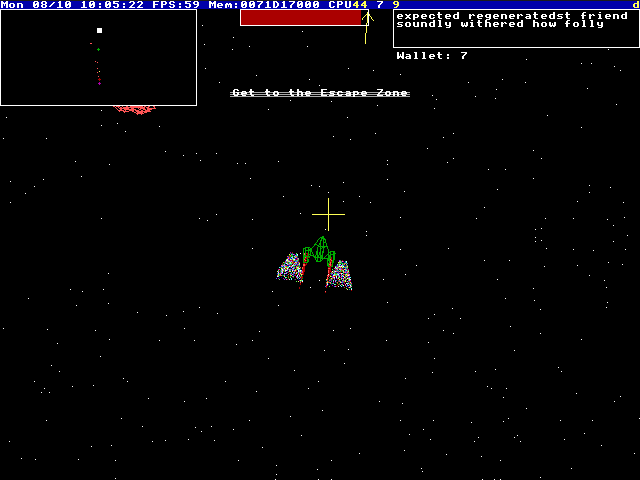 Mon 08/10 10:05:22 FPS:59 Mem:0071D17000 CPU44 7 9 d
expected regeneratedst friend
soundly withered how folly
Wallet: 7
Get to the Escape Zone